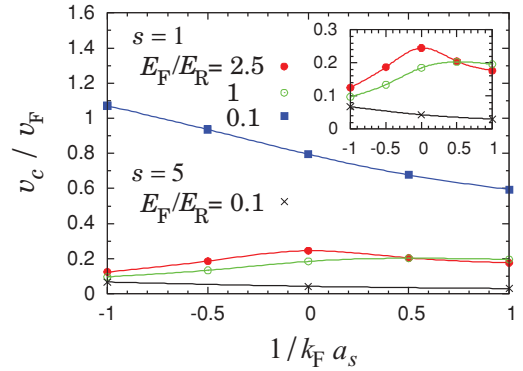 1.6
1.4
1.2
1
0.8
0.6
0.4
0.2
0
v_c / v_F
s = 1
E_F/E_R = 2.5
1
0.1
s = 5
E_F/E_R = 0.1
0.3
0.2
0.1
0
-1 -0.5 0 0.5 1
-1 -0.5 0 0.5 1
1/k_F a_s